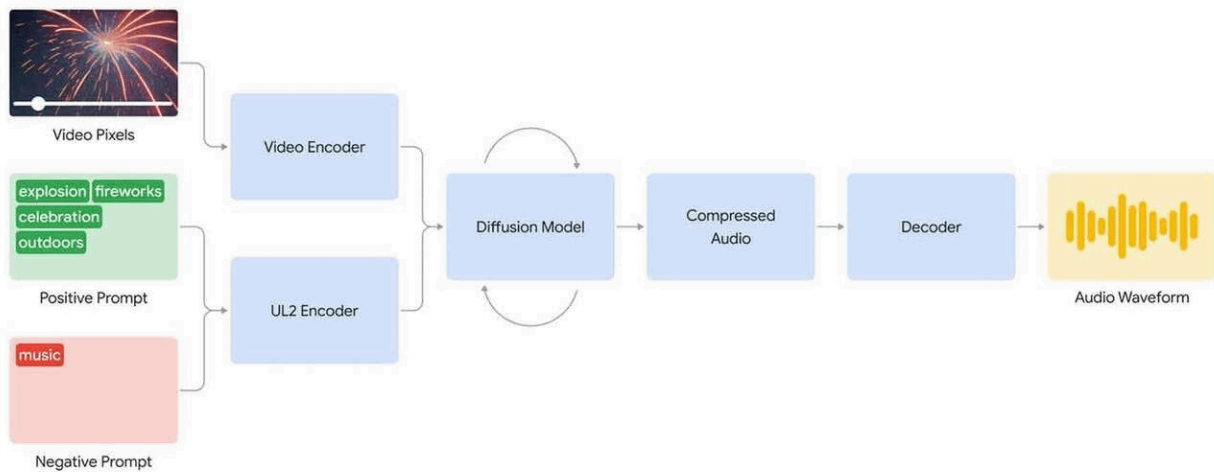 Video Pixels
explosion fireworks
celebration
outdoors
Positive Prompt
music
Negative Prompt
Video Encoder
UL2 Encoder
Diffusion Model
Compressed
Audio
Decoder
Audio Waveform